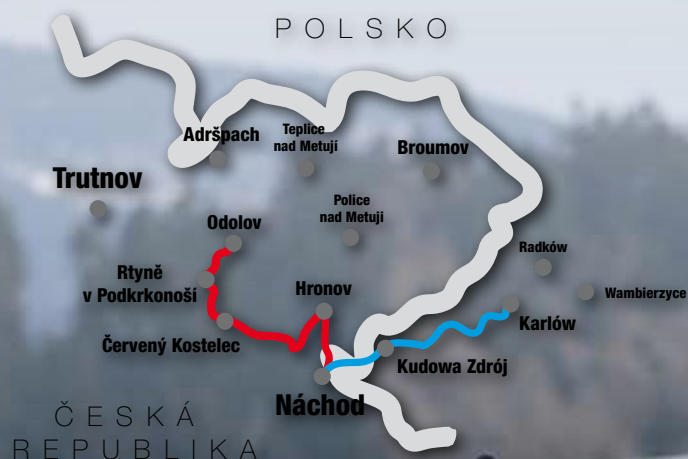 POLSKO
Adršpach
Teplice
nad Metují
Broumov
Trutnov
Police
nad Metuji
Odolov
Radków
Rtyně
v Podkrkonoší
Hronov
Wambierzyce
Karlów
Červený Kostelec
Kudowa Zdrój
Náchod
ČESKÁ
REPUBLIKA